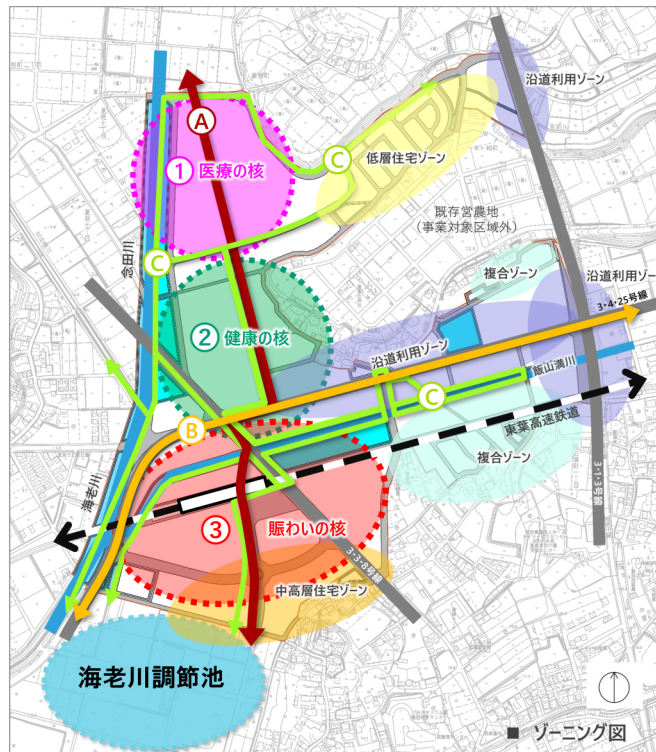 沿道利用ゾーン
A
C
低層住宅ゾーン
① 医療の核
既存営農地
(事業対象区域外)
念田川
C
複合ゾーン
沿道利用ゾーン
3・4・25号線
② 健康の核
沿道利用ゾーン
飯山満川
C
B
東葉高速鉄道
複合ゾーン
海老川
3・1・3号線
③ 賑わいの核
3・3・8号線
中高層住宅ゾーン
海老川調節池
■ ゾーニング図